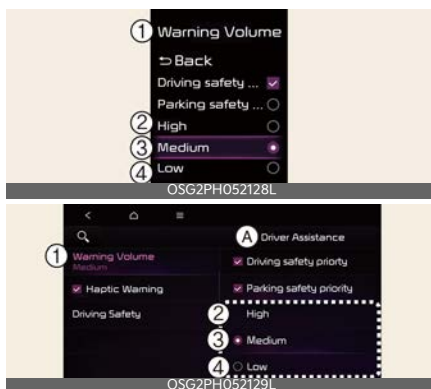 1 Warning Volume
⮌ Back
Driving safety ...
Parking safety ...
2 High
3 Medium
4 Low
OSG2PH052128L
A Driver Assistance
1 Warning Volume
Medium
Driving safety priorty
Haptic Warning
Parking safety priority
Driving Safety
2 High
3 Medium
4 Low
OSG2PH052129L